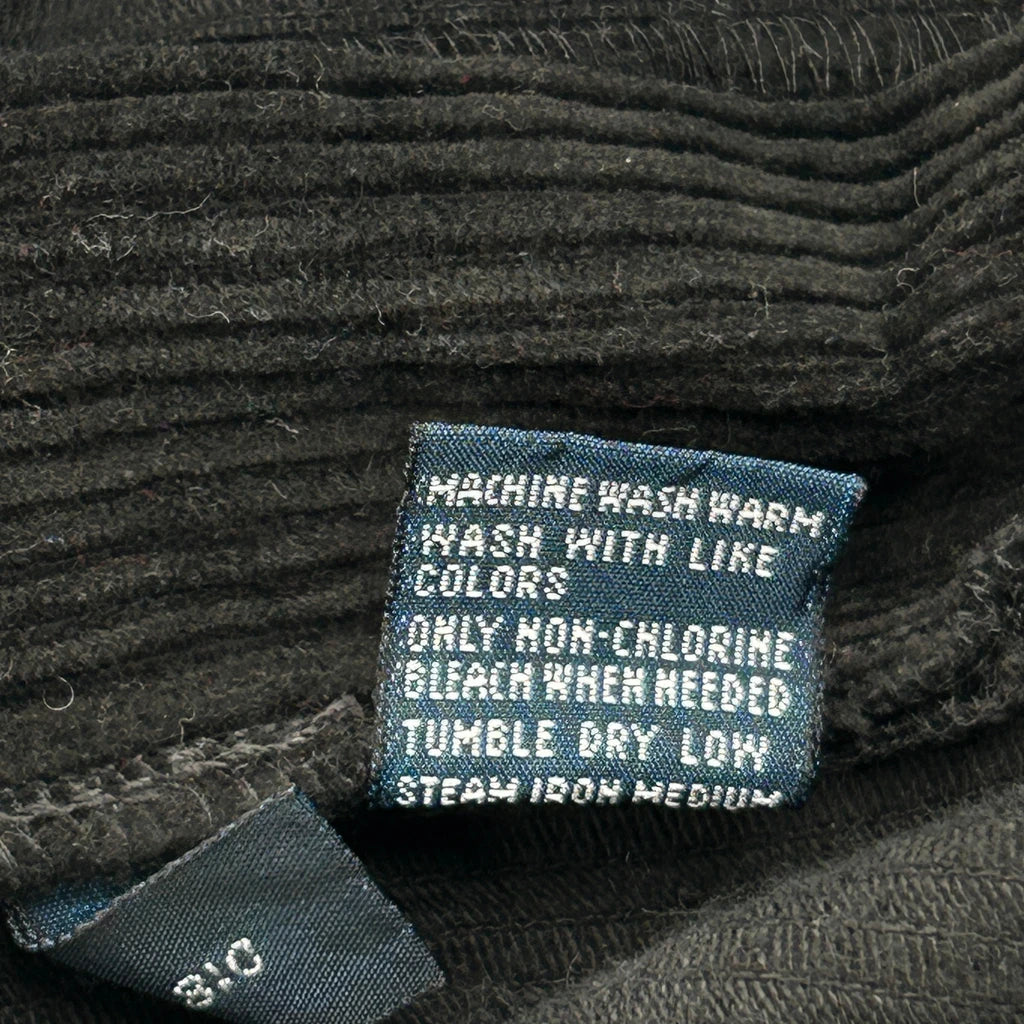 MACHINE WASH WARM
WASH WITH LIKE
COLORS
ONLY NON-CHLORINE
BLEACH WHEN NEEDED
TUMBLE DRY LOW
STEAM IRON MEDIUM